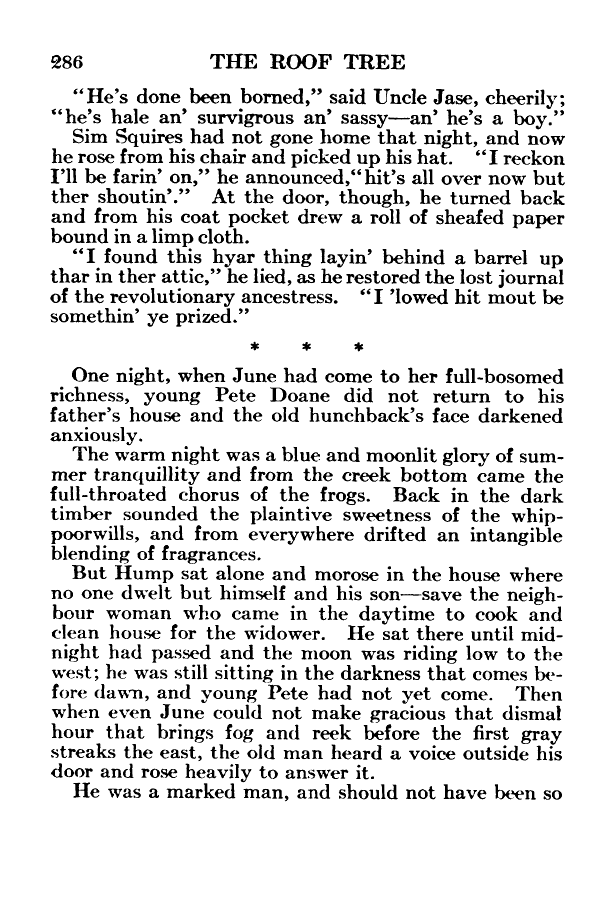 286 THE ROOF TREE
“He’s done been borned,” said Uncle Jase, cheerily;
“he’s hale an’ survigrous an’ sassy—an’ he’s a boy.”
Sim Squires had not gone home that night, and now
he rose from his chair and picked up his hat. “I reckon
I’ll be farin’ on,” he announced,“hit’s all over now but
ther shoutin’.” At the door, though, he turned back
and from his coat pocket drew a roll of sheafed paper
bound in a limp cloth.
“I found this hyar thing layin’ behind a barrel up
thar in ther attic,” he lied, as he restored the lost journal
of the revolutionary ancestress. “I ’lowed hit mout be
somethin’ ye prized.”
* * *
One night, when June had come to her full-bosomed
richness, young Pete Doane did not return to his
father’s house and the old hunchback’s face darkened
anxiously.
The warm night was a blue and moonlit glory of sum-
mer tranquillity and from the creek bottom came the
full-throated chorus of the frogs. Back in the dark
timber sounded the plaintive sweetness of the whip-
poorwills, and from everywhere drifted an intangible
blending of fragrances.
But Hump sat alone and morose in the house where
no one dwelt but himself and his son—save the neigh-
bour woman who came in the daytime to cook and
clean house for the widower. He sat there until mid-
night had passed and the moon was riding low to the
west; he was still sitting in the darkness that comes be-
fore dawn, and young Pete had not yet come. Then
when even June could not make gracious that dismal
hour that brings fog and reek before the first gray
streaks the east, the old man heard a voice outside his
door and rose heavily to answer it.
He was a marked man, and should not have been so